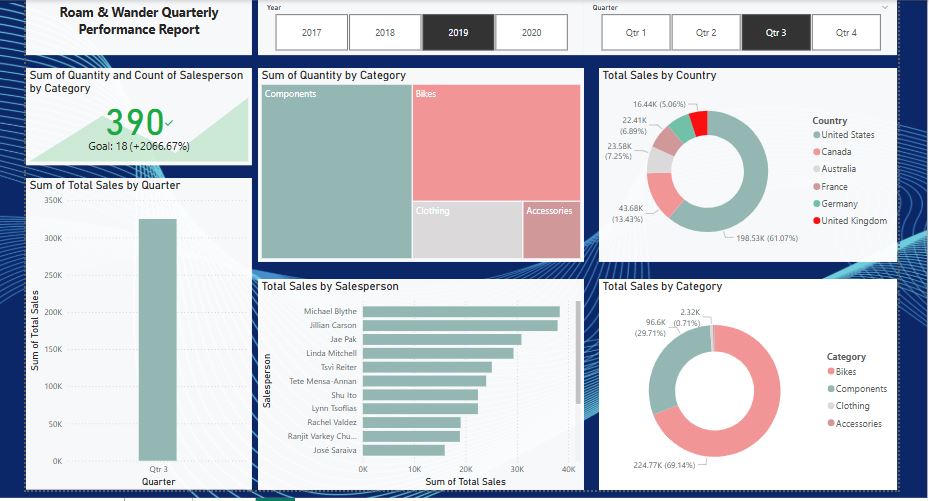 Roam & Wander Quarterly
Performance Report
Year
2017
2018
2019
2020
Quarter
Qtr 1
Qtr 2
Qtr 3
Qtr 4
Sum of Quantity and Count of Salesperson
by Category
390
Goal: 18 (+2066.67%)
Sum of Total Sales by Quarter
350K
300K
250K
200K
150K
100K
50K
0K
Sum of Total Sales
Qtr 3
Quarter
Sum of Quantity by Category
Components
Bikes
Clothing
Accessories
Total Sales by Salesperson
Salesperson
Michael Blythe
Jillian Carson
Jae Pak
Linda Mitchell
Tsvi Reiter
Tete Mensa-Annan
Shu Ito
Lynn Tsoflias
Rachel Valdez
Ranjit Varkey Chu...
José Saraiva
0K
10K
20K
30K
40K
Sum of Total Sales
Total Sales by Country
16.44K (5.06%)
22.41K
(6.89%)
23.58K
(7.25%)
43.68K
(13.43%)
198.53K (61.07%)
Country
United States
Canada
Australia
France
Germany
United Kingdom
Total Sales by Category
2.32K
(0.71%)
96.6K
(29.71%)
224.77K (69.14%)
Category
Bikes
Components
Clothing
Accessories